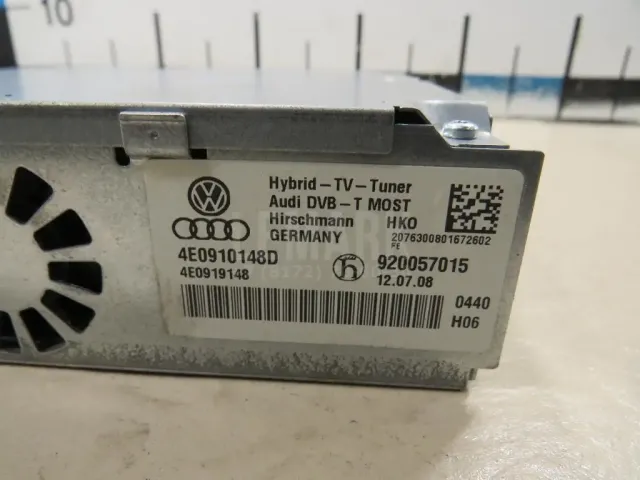 10
Hybrid-TV-Tuner
Audi DVB-T MOST
Hirschmann HKO
GERMANY
2076300801672602
FE
4E0910148D
4E0919148
h 920057015
12.07.08
0440
H06